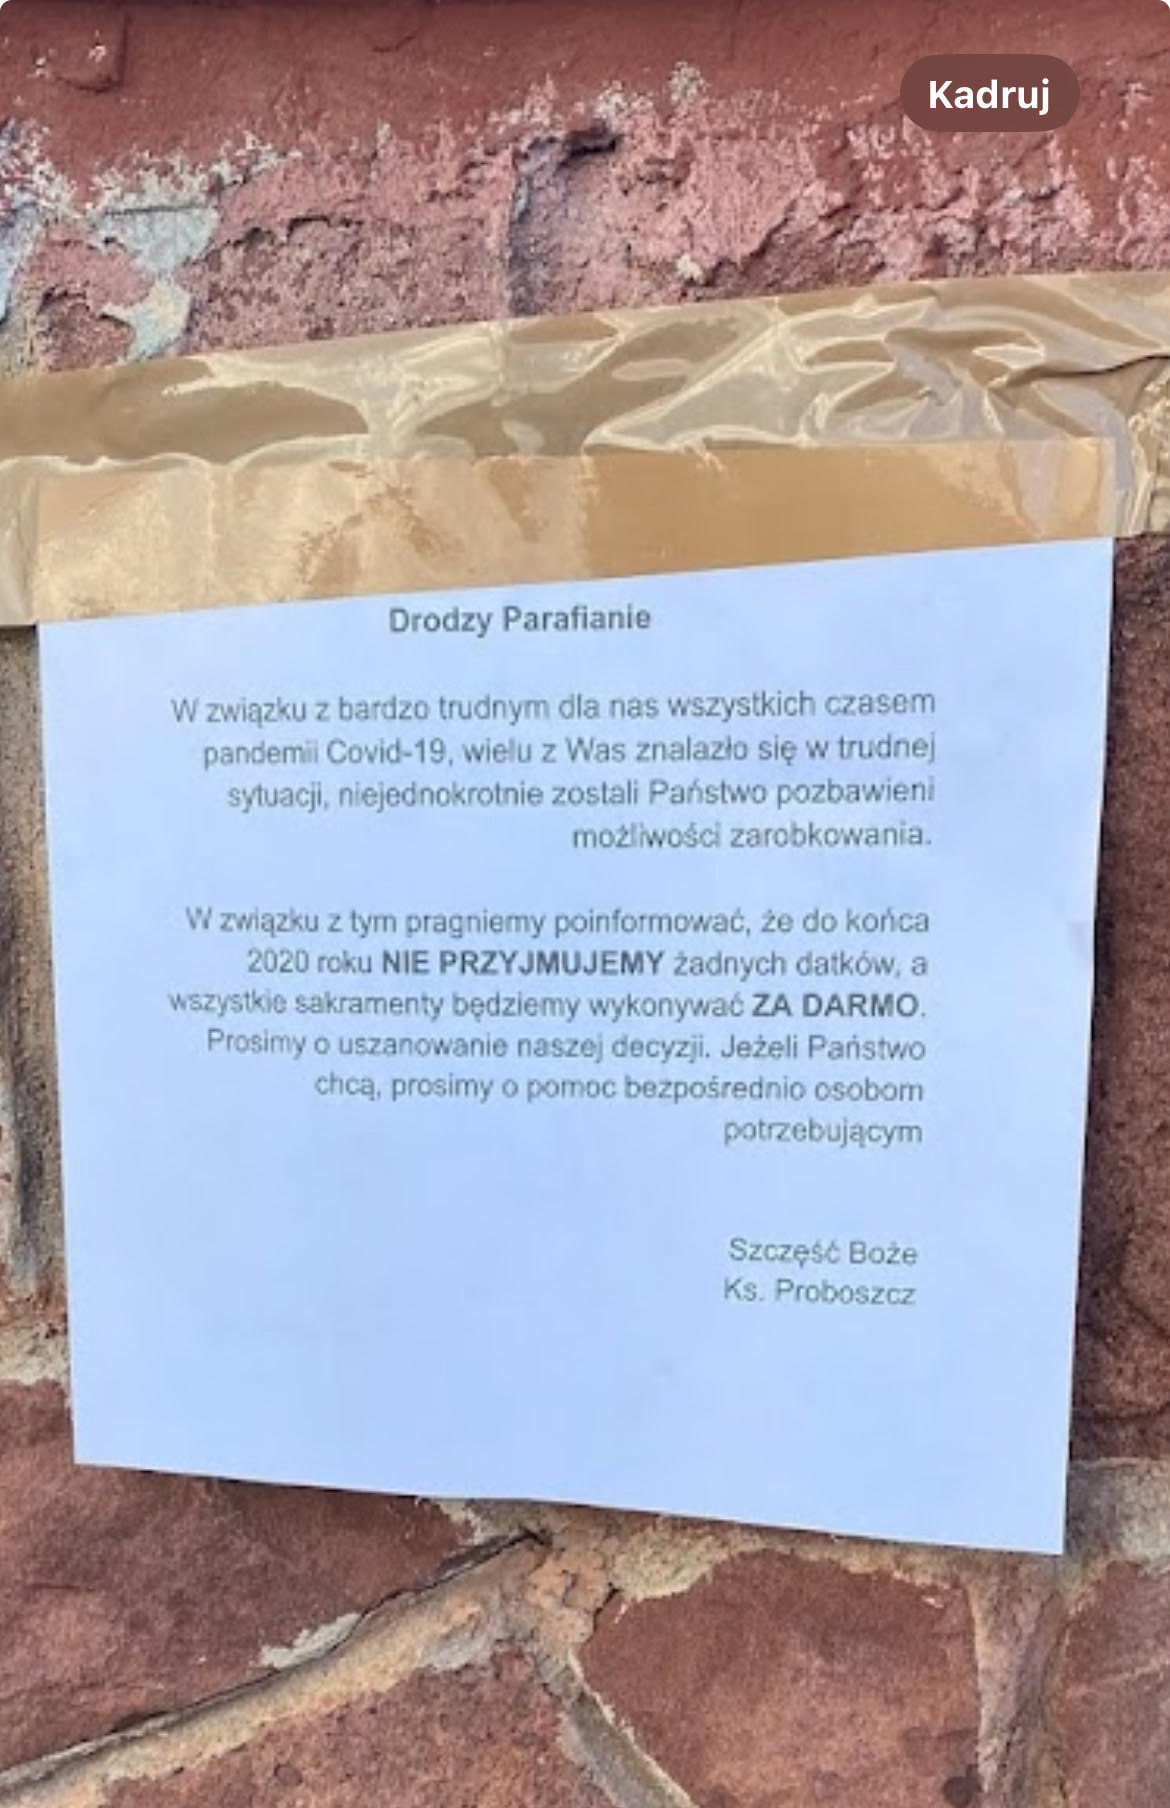 Kadruj
Drodzy Parafianie
W związku z bardzo trudnym dla nas wszystkich czasem
pandemii Covid-19, wielu z Was znalazło się w trudnej
sytuacji, niejednokrotnie zostali Państwo pozbawieni
możliwości zarobkowania.
W związku z tym pragniemy poinformować, że do końca
2020 roku NIE PRZYJMUJEMY żadnych datków, a
wszystkie sakramenty będziemy wykonywać ZA DARMO.
Prosimy o uszanowanie naszej decyzji. Jeżeli Państwo
chcą, prosimy o pomoc bezpośrednio osobom
potrzebującym
Szczęść Boże
Ks. Proboszcz